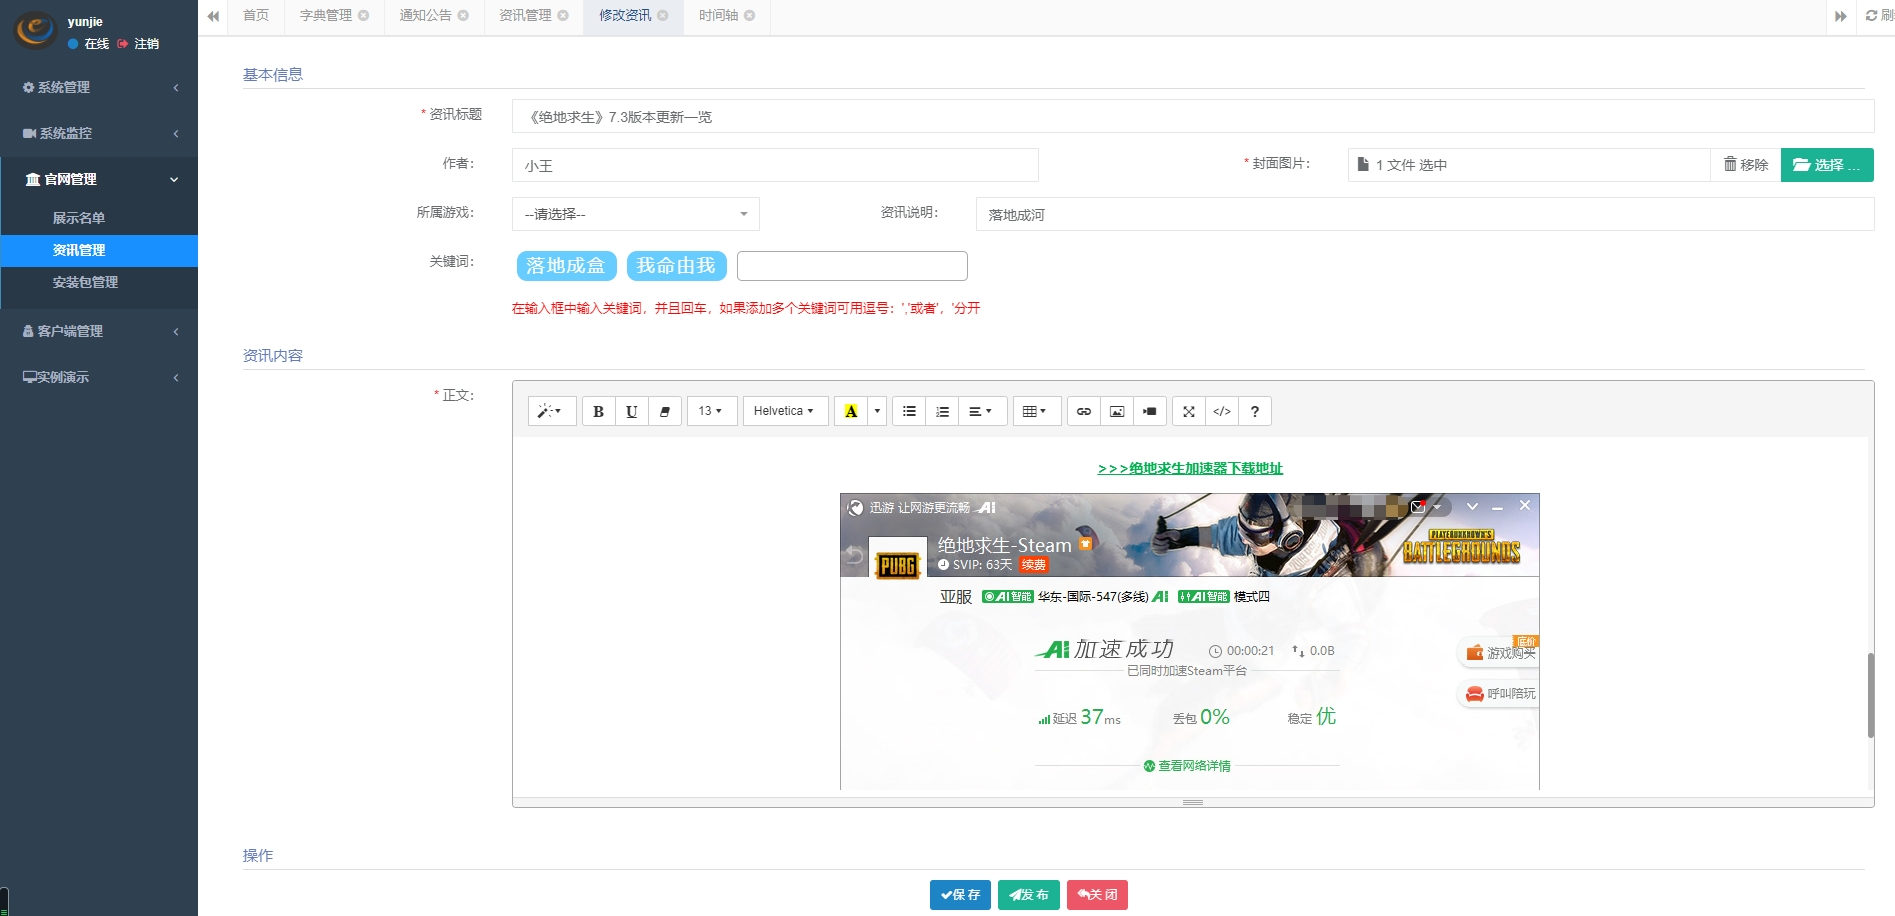 yunjie
在线 注销
首页 字典管理 通知公告 资讯管理 修改资讯 时间轴 刷
系统管理
系统监控
官网管理
展示名单
资讯管理
安装包管理
客户端管理
实例演示
基本信息
* 资讯标题 《绝地求生》7.3版本更新一览
作者： 小王 * 封面图片： 1 文件 选中 移除 选择 ...
所属游戏： --请选择-- 资讯说明： 落地成河
关键词： 落地成盒 我命由我
在输入框中输入关键词，并且回车，如果添加多个关键词可用逗号：','或者'，'分开
资讯内容
* 正文：
B U 13 Helvetica A </> ?
>>>绝地求生加速器下载地址
迅游 让网游更流畅 AI
绝地求生-Steam
PUBG SVIP: 63天 续费
PLAYERUNKNOWN'S
BATTLEGROUNDS
亚服 AI智能 华东-国际-547(多线) AI AI智能 模式四
AI 加速成功 00:00:21 0.0B
已同时加速Steam平台
底价
游戏购买
呼叫陪玩
延迟 37ms 丢包 0% 稳定 优
查看网络详情
操作
保存 发布 关闭